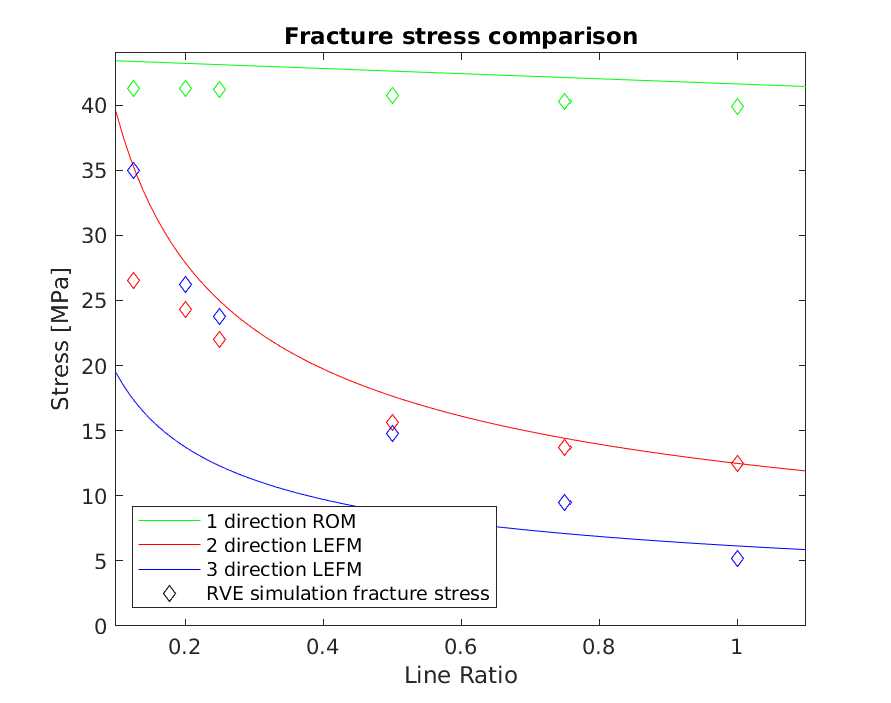 Fracture stress comparison
Stress [MPa]
40
35
30
25
20
15
10
5
0
1 direction ROM
2 direction LEFM
3 direction LEFM
RVE simulation fracture stress
0.2 0.4 0.6 0.8 1
Line Ratio